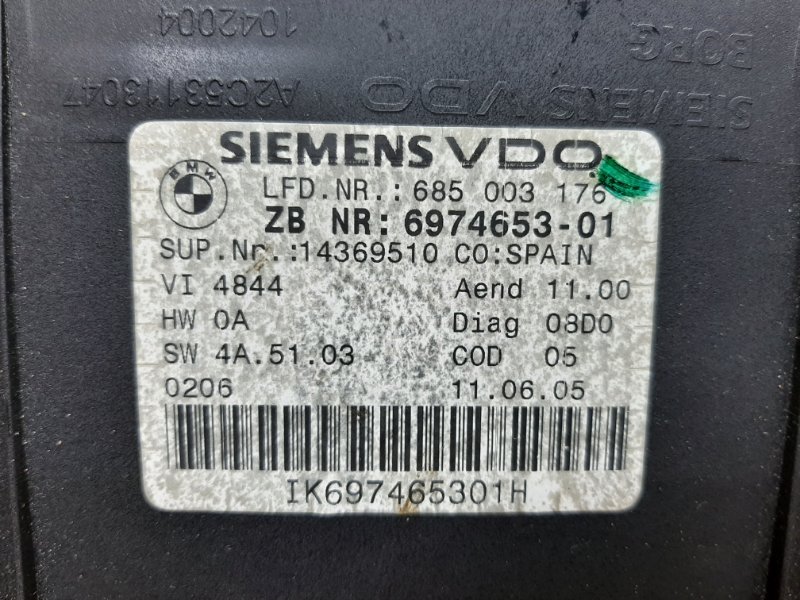 1042004
BORG
A2C53113047
SIEMENS VDO
SIEMENS VDO
BMW
LFD.NR.:685 003 176
ZB NR:6974653-01
SUP.Nr.:14369510 CO:SPAIN
VI 4844 Aend 11.00
HW 0A Diag 08D0
SW 4A.51.03 COD 05
0206 11.06.05
IK697465301H